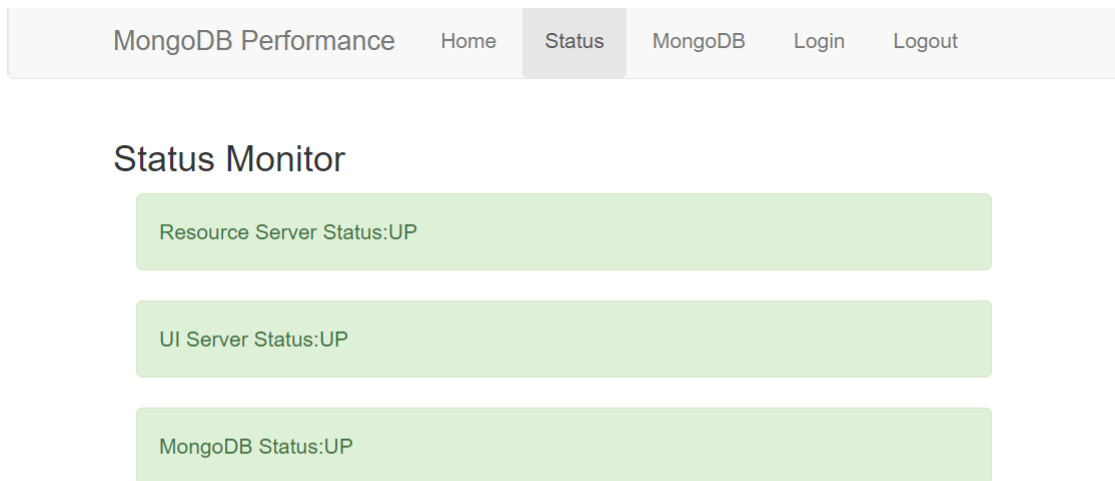 MongoDB Performance Home Status MongoDB Login Logout
Status Monitor
Resource Server Status:UP
UI Server Status:UP
MongoDB Status:UP